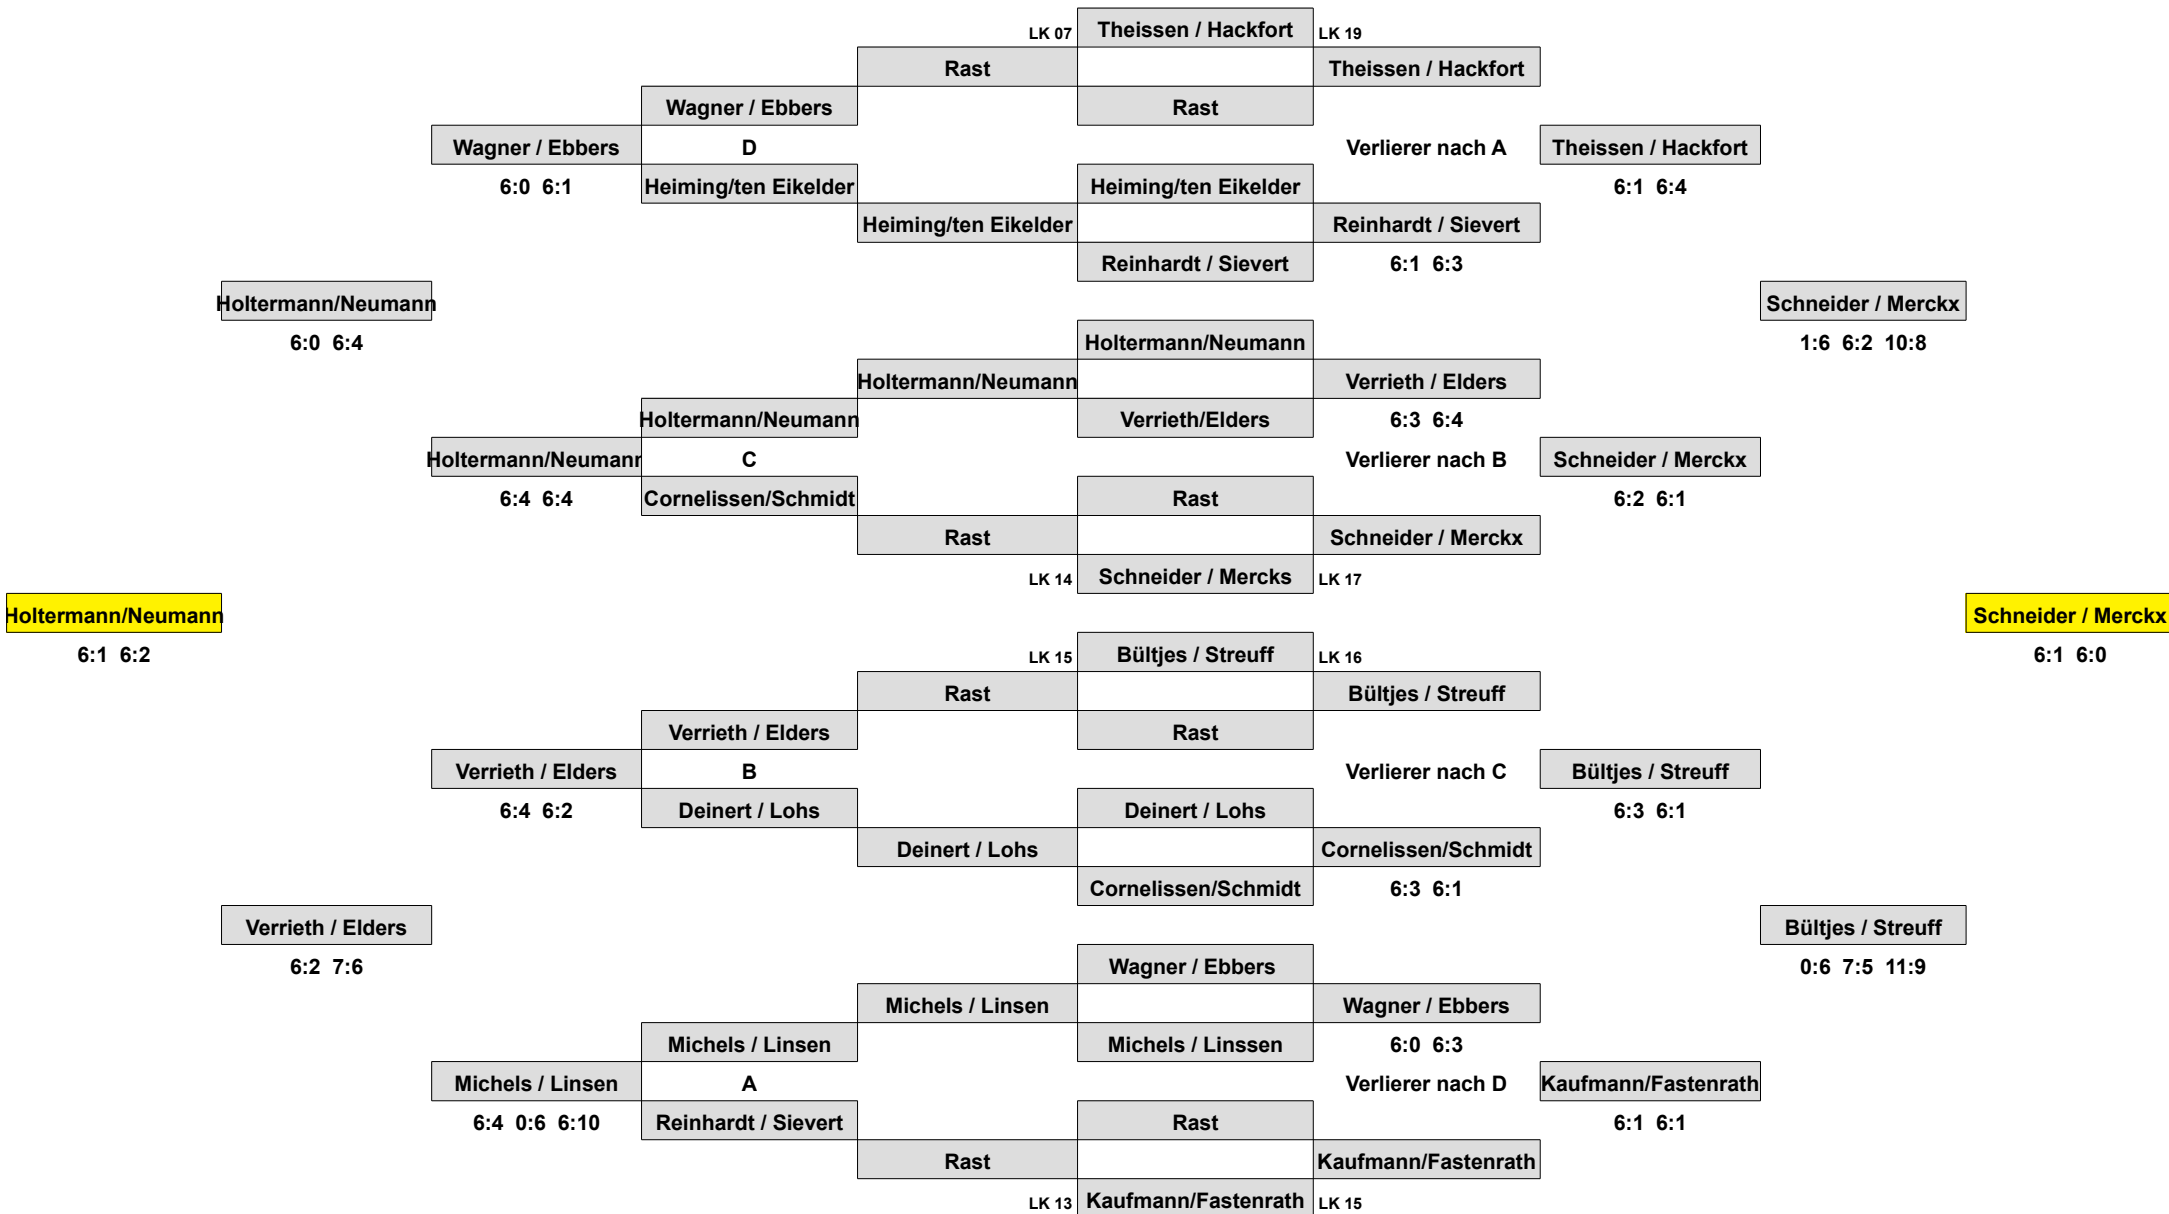 LK 07 Theissen / Hackfort LK 19
Rast Theissen / Hackfort
Wagner / Ebbers Rast
Wagner / Ebbers D Verlierer nach A Theissen / Hackfort
6:0 6:1 Heiming/ten Eikelder Heiming/ten Eikelder 6:1 6:4
Heiming/ten Eikelder Reinhardt / Sievert
Reinhardt / Sievert 6:1 6:3
Holtermann/Neumann Schneider / Merckx
6:0 6:4 Holtermann/Neumann 1:6 6:2 10:8
Holtermann/Neumann Verrieth / Elders
Holtermann/Neumann Verrieth/Elders 6:3 6:4
Holtermann/Neumann C Verlierer nach B Schneider / Merckx
6:4 6:4 Cornelissen/Schmidt Rast 6:2 6:1
Rast Schneider / Merckx
LK 14 Schneider / Mercks LK 17
Holtermann/Neumann Schneider / Merckx
6:1 6:2 LK 15 Bültjes / Streuff LK 16 6:1 6:0
Rast Bültjes / Streuff
Verrieth / Elders Rast
Verrieth / Elders B Verlierer nach C Bültjes / Streuff
6:4 6:2 Deinert / Lohs Deinert / Lohs 6:3 6:1
Deinert / Lohs Cornelissen/Schmidt
Cornelissen/Schmidt 6:3 6:1
Verrieth / Elders Bültjes / Streuff
6:2 7:6 Wagner / Ebbers 0:6 7:5 11:9
Michels / Linsen Wagner / Ebbers
Michels / Linsen Michels / Linssen 6:0 6:3
Michels / Linsen A Verlierer nach D Kaufmann/Fastenrath
6:4 0:6 6:10 Reinhardt / Sievert Rast 6:1 6:1
Rast Kaufmann/Fastenrath
LK 13 Kaufmann/Fastenrath LK 15